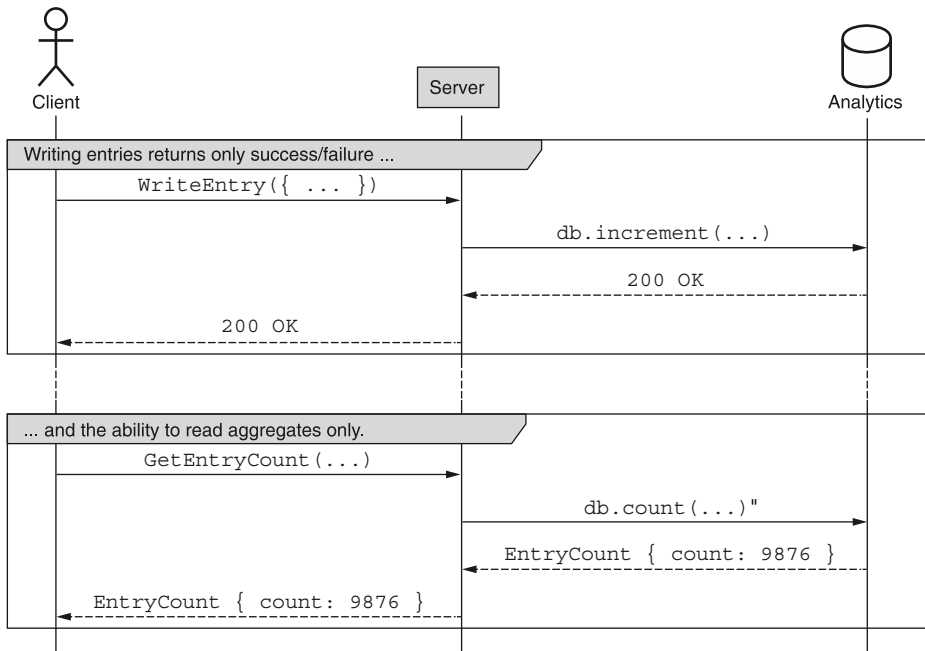 Client
Server
Analytics
Writing entries returns only success/failure ...
WriteEntry({ ... })
db.increment(...)
200 OK
200 OK
... and the ability to read aggregates only.
GetEntryCount(...)
db.count(...)"
EntryCount { count: 9876 }
EntryCount { count: 9876 }